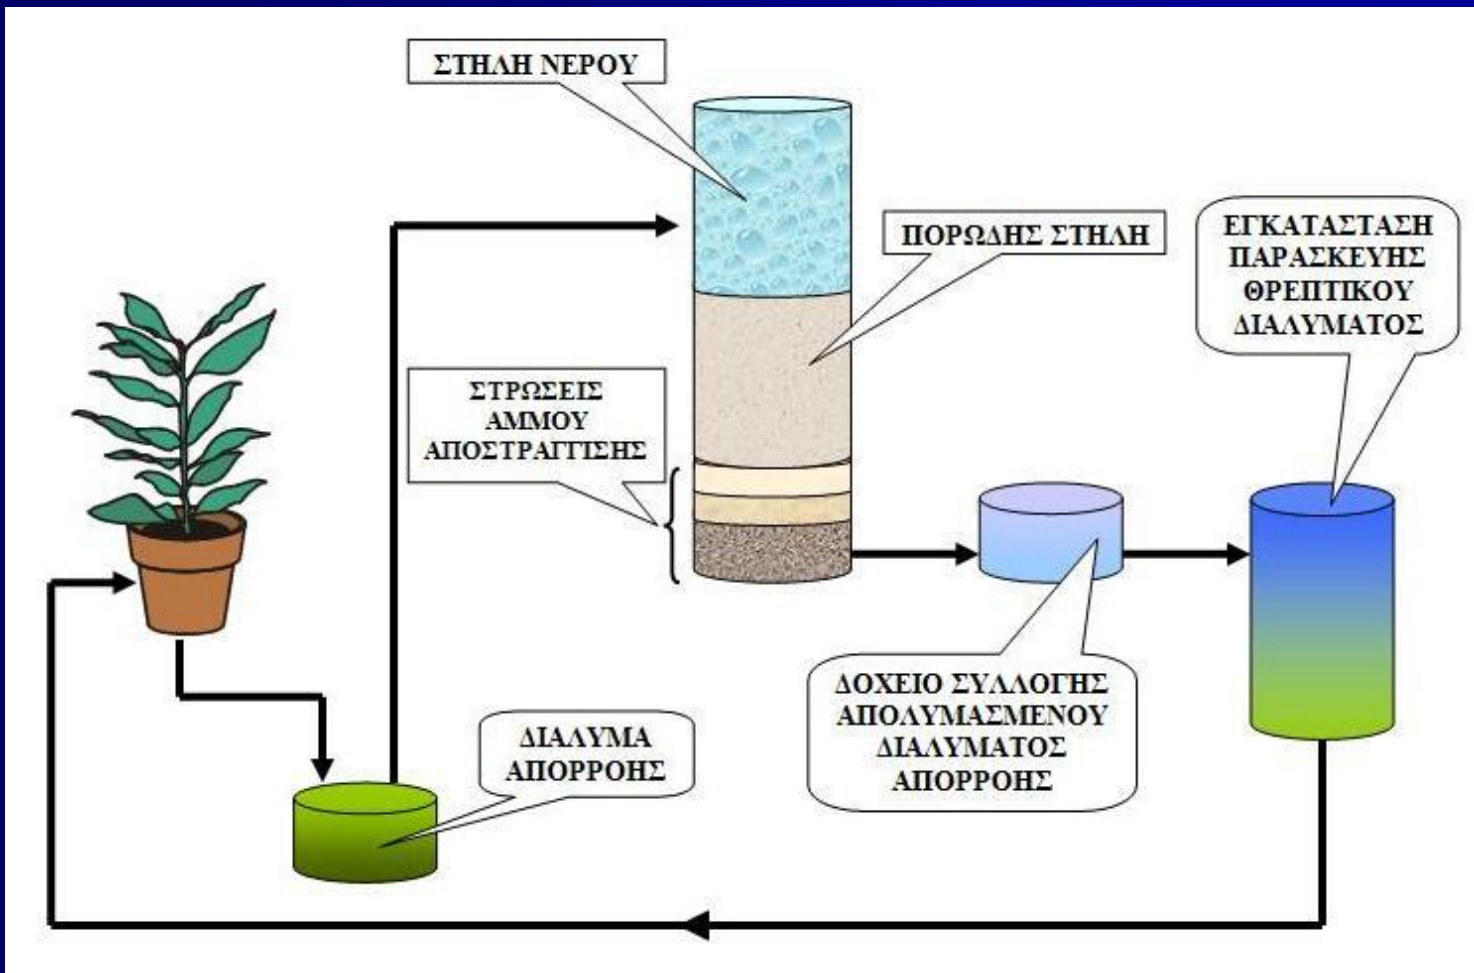 ΣΤΗΛΗ ΝΕΡΟΥ
ΠΟΡΩΔΗΣ ΣΤΗΛΗ
ΕΓΚΑΤΑΣΤΑΣΗ
ΠΑΡΑΣΚΕΥΗΣ
ΘΡΕΠΤΙΚΟΥ
ΔΙΑΛΥΜΑΤΟΣ
ΣΤΡΩΣΕΙΣ
ΑΜΜΟΥ
ΑΠΟΣΤΡΑΓΓΙΣΗΣ
ΔΟΧΕΙΟ ΣΥΛΛΟΓΗΣ
ΑΠΟΛΥΜΑΣΜΕΝΟΥ
ΔΙΑΛΥΜΑΤΟΣ
ΑΠΟΡΡΟΗΣ
ΔΙΑΛΥΜΑ
ΑΠΟΡΡΟΗΣ